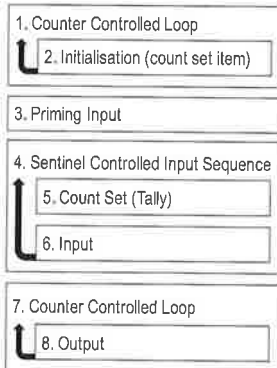 1. Counter Controlled Loop
2. Initialisation (count set item)
3. Priming Input
4. Sentinel Controlled Input Sequence
5. Count Set (Tally)
6. Input
7. Counter Controlled Loop
8. Output